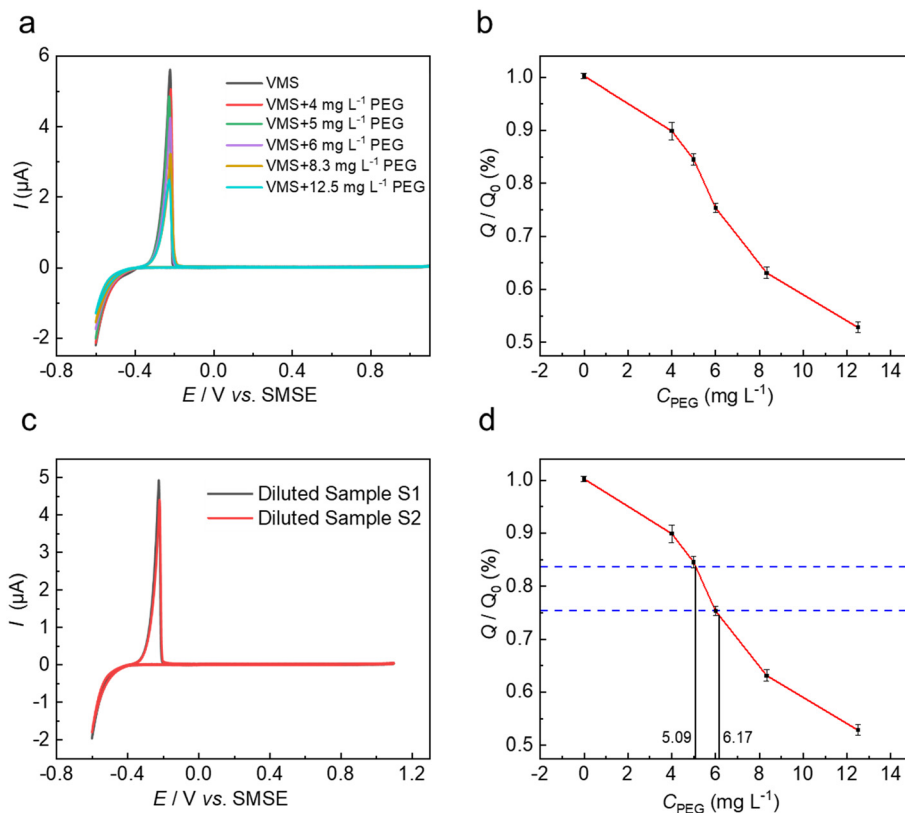 a
6
4
2
0
-2
I (µA)
VMS
VMS+4 mg L⁻¹ PEG
VMS+5 mg L⁻¹ PEG
VMS+6 mg L⁻¹ PEG
VMS+8.3 mg L⁻¹ PEG
VMS+12.5 mg L⁻¹ PEG
-0.8 -0.4 0.0 0.4 0.8
E / V vs. SMSE
b
1.0
0.9
0.8
0.7
0.6
0.5
Q / Q₀ (%)
-2 0 2 4 6 8 10 12 14
C_PEG (mg L⁻¹)
c
5
4
3
2
1
0
-1
-2
I (µA)
Diluted Sample S1
Diluted Sample S2
-0.8 -0.4 0.0 0.4 0.8 1.2
E / V vs. SMSE
d
1.0
0.9
0.8
0.7
0.6
0.5
Q / Q₀ (%)
5.09 6.17
-2 0 2 4 6 8 10 12 14
C_PEG (mg L⁻¹)